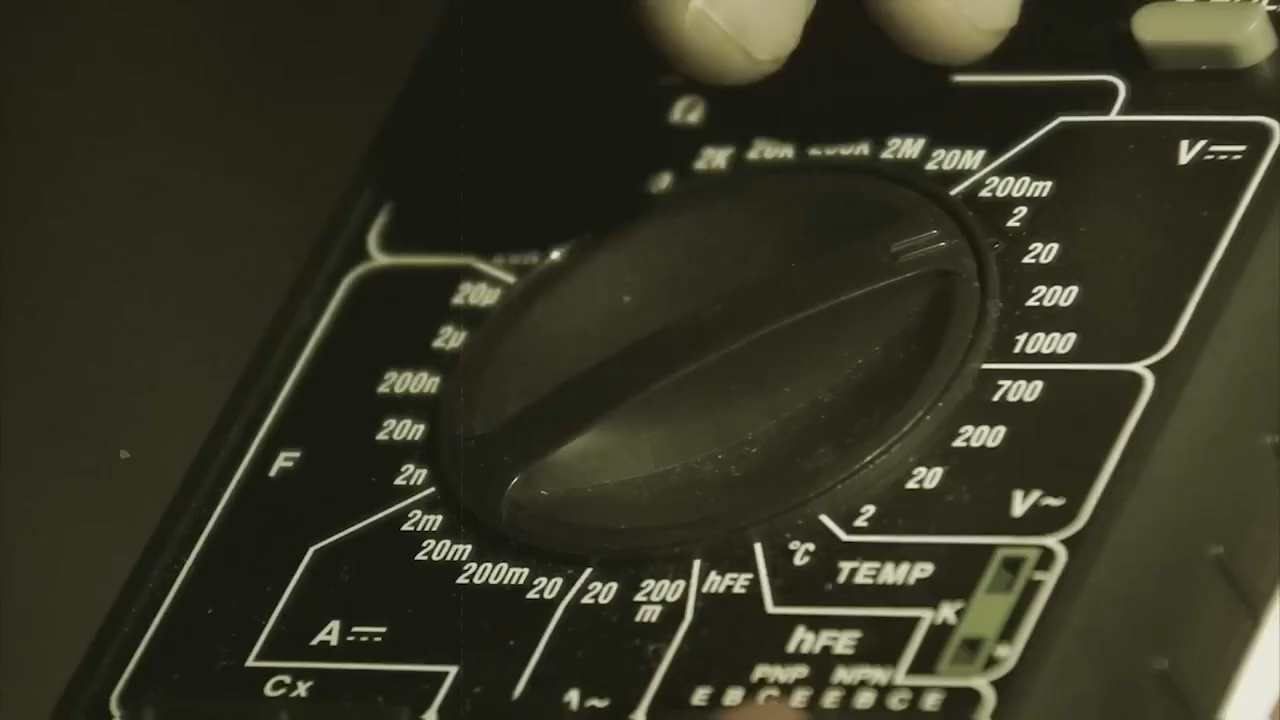 Ω
2K 20K 200K 2M 20M
200m
V
2
20
200
1000
700
200
20
2
V~
20µ
2µ
200n
20n
2n
F
2m
20m
200m
20
A
Cx
20
200
m
hFE
°C
TEMP
K
hFE
PNP NPN
E B C E E B C E